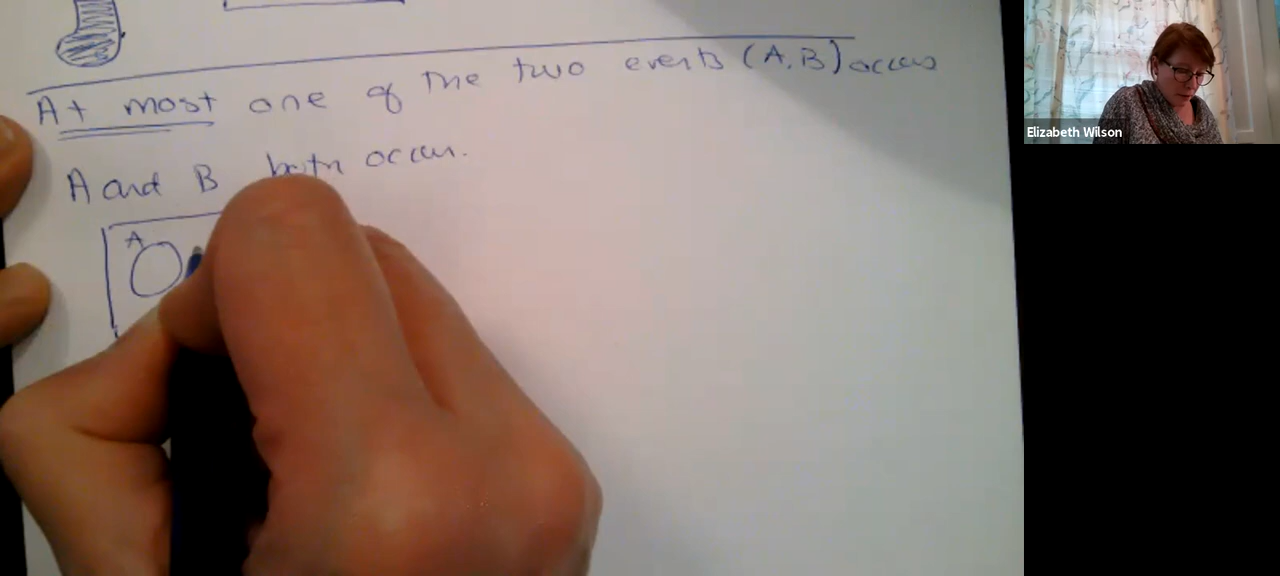 At most one of the two events (A, B) occurs
A and B both occur.
A
Elizabeth Wilson